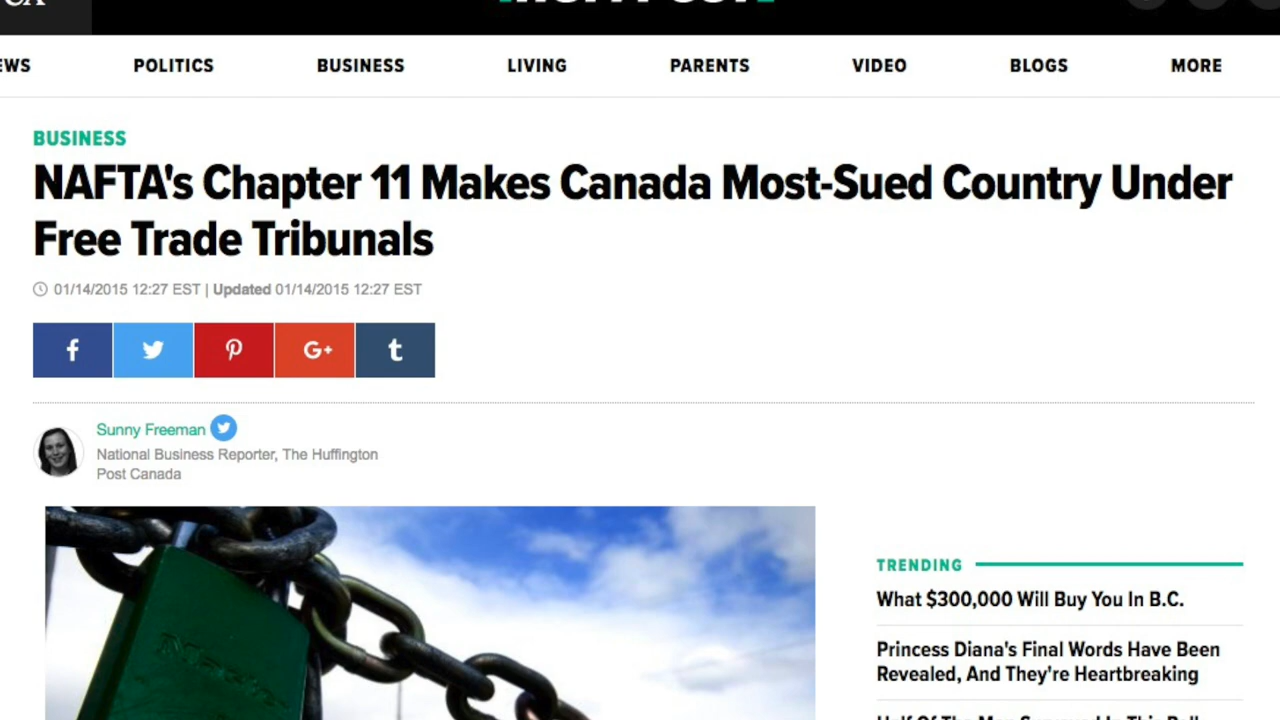 POLITICS
BUSINESS
LIVING
PARENTS
VIDEO
BLOGS
MORE
BUSINESS
NAFTA's Chapter 11 Makes Canada Most-Sued Country Under
Free Trade Tribunals
01/14/2015 12:27 EST | Updated 01/14/2015 12:27 EST
f
G+
t
Sunny Freeman
National Business Reporter, The Huffington
Post Canada
TRENDING
What $300,000 Will Buy You In B.C.
Princess Diana's Final Words Have Been
Revealed, And They're Heartbreaking